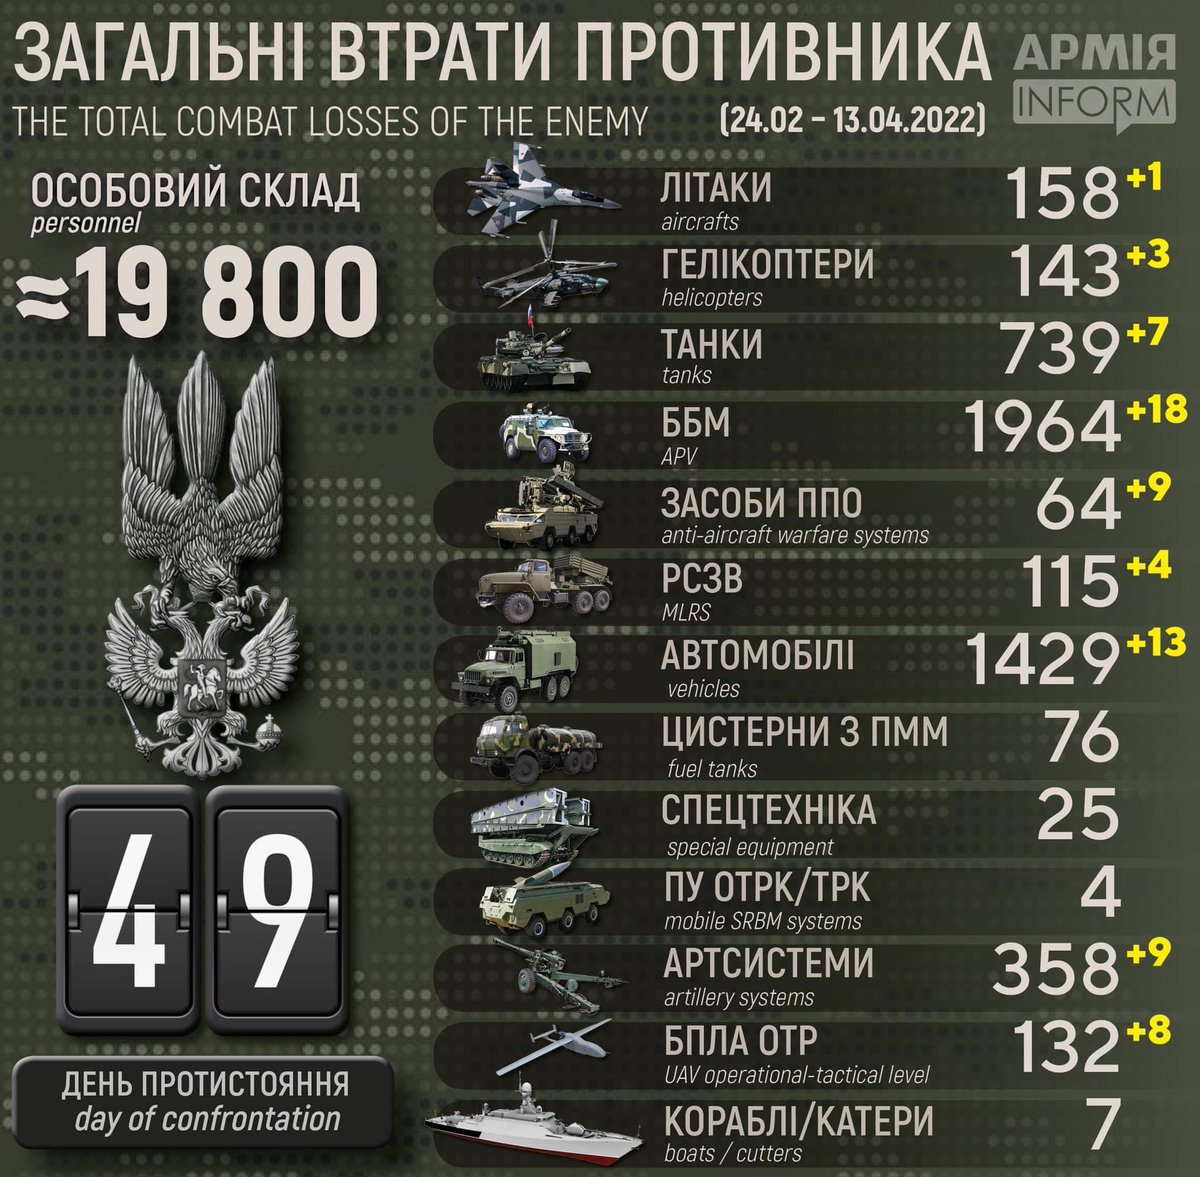 ЗАГАЛЬНІ ВТРАТИ ПРОТИВНИКА
АРМІЯ
INFORM
THE TOTAL COMBAT LOSSES OF THE ENEMY (24.02 – 13.04.2022)
ОСОБОВИЙ СКЛАД
personnel
≈19 800
ЛІТАКИ 158 +1
aircrafts
ГЕЛІКОПТЕРИ 143 +3
helicopters
ТАНКИ 739 +7
tanks
ББМ 1964 +18
APV
ЗАСОБИ ППО 64 +9
anti-aircraft warfare systems
РСЗВ 115 +4
MLRS
АВТОМОБІЛІ 1429 +13
vehicles
ЦИСТЕРНИ З ПММ 76
fuel tanks
СПЕЦТЕХНІКА 25
special equipment
ПУ ОТРК/ТРК 4
mobile SRBM systems
АРТСИСТЕМИ 358 +9
artillery systems
БПЛА ОТР 132 +8
UAV operational-tactical level
КОРАБЛІ/КАТЕРИ 7
boats / cutters
49
ДЕНЬ ПРОТИСТОЯННЯ
day of confrontation